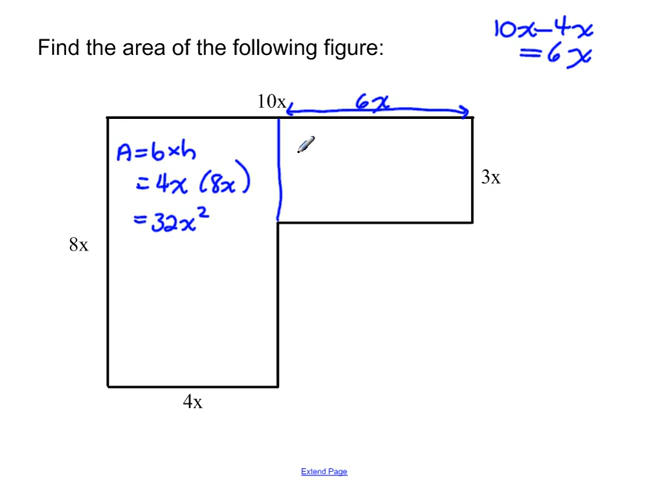 10x-4x
= 6x
Find the area of the following figure:
10x
6x
A=b×h
= 4x (8x)
= 32x²
3x
8x
4x
Extend Page